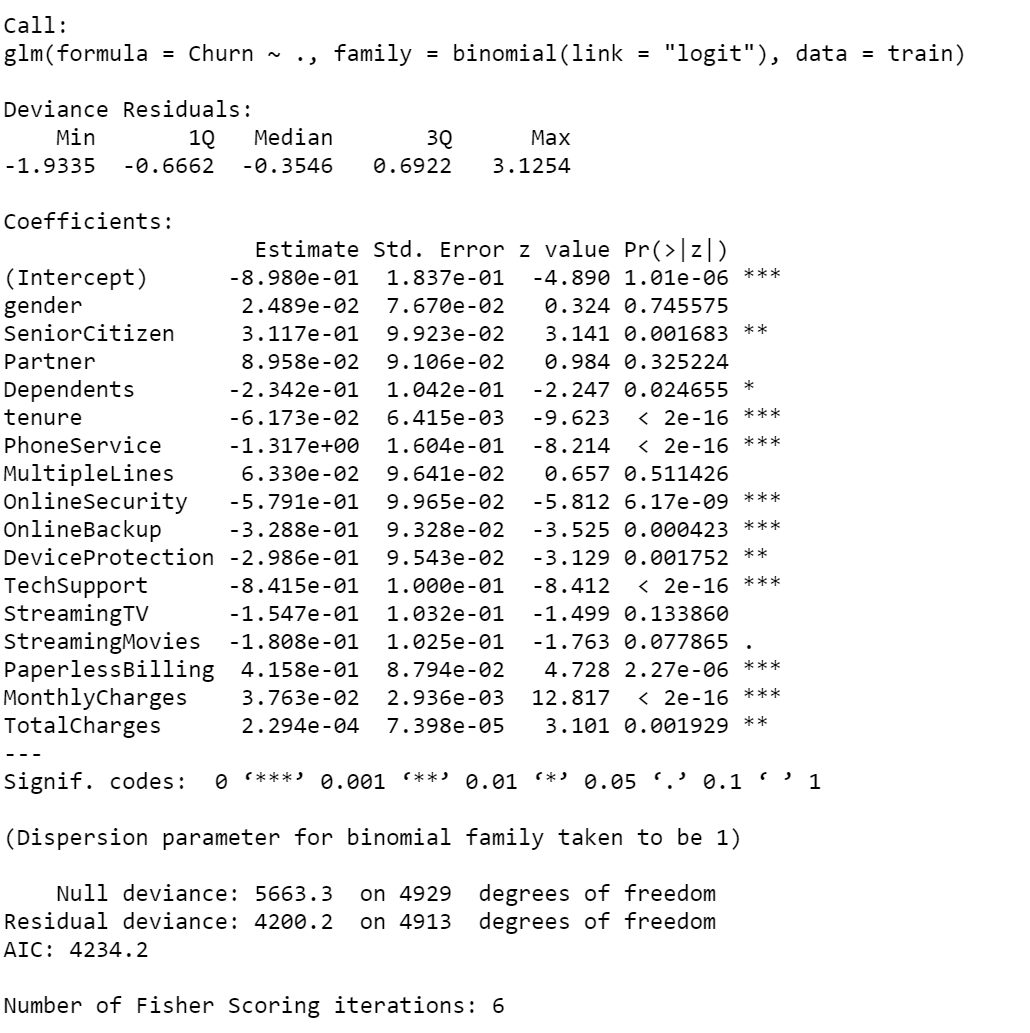 Call:
glm(formula = Churn ~ ., family = binomial(link = "logit"), data = train)
Deviance Residuals:
Min 1Q Median 3Q Max
-1.9335 -0.6662 -0.3546 0.6922 3.1254
Coefficients:
Estimate Std. Error z value Pr(>|z|)
(Intercept) -8.980e-01 1.837e-01 -4.890 1.01e-06 ***
gender 2.489e-02 7.670e-02 0.324 0.745575
SeniorCitizen 3.117e-01 9.923e-02 3.141 0.001683 **
Partner 8.958e-02 9.106e-02 0.984 0.325224
Dependents -2.342e-01 1.042e-01 -2.247 0.024655 *
tenure -6.173e-02 6.415e-03 -9.623 < 2e-16 ***
PhoneService -1.317e+00 1.604e-01 -8.214 < 2e-16 ***
MultipleLines 6.330e-02 9.641e-02 0.657 0.511426
OnlineSecurity -5.791e-01 9.965e-02 -5.812 6.17e-09 ***
OnlineBackup -3.288e-01 9.328e-02 -3.525 0.000423 ***
DeviceProtection -2.986e-01 9.543e-02 -3.129 0.001752 **
TechSupport -8.415e-01 1.000e-01 -8.412 < 2e-16 ***
StreamingTV -1.547e-01 1.032e-01 -1.499 0.133860
StreamingMovies -1.808e-01 1.025e-01 -1.763 0.077865 .
PaperlessBilling 4.158e-01 8.794e-02 4.728 2.27e-06 ***
MonthlyCharges 3.763e-02 2.936e-03 12.817 < 2e-16 ***
TotalCharges 2.294e-04 7.398e-05 3.101 0.001929 **
---
Signif. codes: 0 ‘***’ 0.001 ‘**’ 0.01 ‘*’ 0.05 ‘.’ 0.1 ‘ ’ 1
(Dispersion parameter for binomial family taken to be 1)
Null deviance: 5663.3 on 4929 degrees of freedom
Residual deviance: 4200.2 on 4913 degrees of freedom
AIC: 4234.2
Number of Fisher Scoring iterations: 6